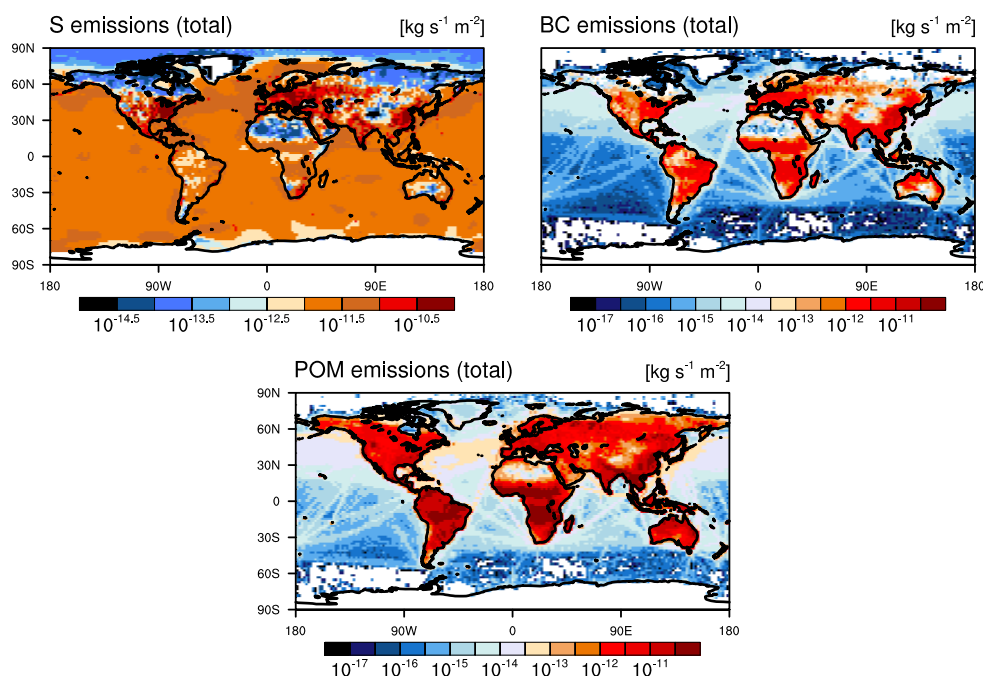 S emissions (total) [kg s⁻¹ m⁻²]
90N
60N
30N
0
30S
60S
90S
180 90W 0 90E 180
10^-14.5 10^-13.5 10^-12.5 10^-11.5 10^-10.5
BC emissions (total) [kg s⁻¹ m⁻²]
90N
60N
30N
0
30S
60S
90S
180 90W 0 90E 180
10^-17 10^-16 10^-15 10^-14 10^-13 10^-12 10^-11
POM emissions (total) [kg s⁻¹ m⁻²]
90N
60N
30N
0
30S
60S
90S
180 90W 0 90E 180
10^-17 10^-16 10^-15 10^-14 10^-13 10^-12 10^-11